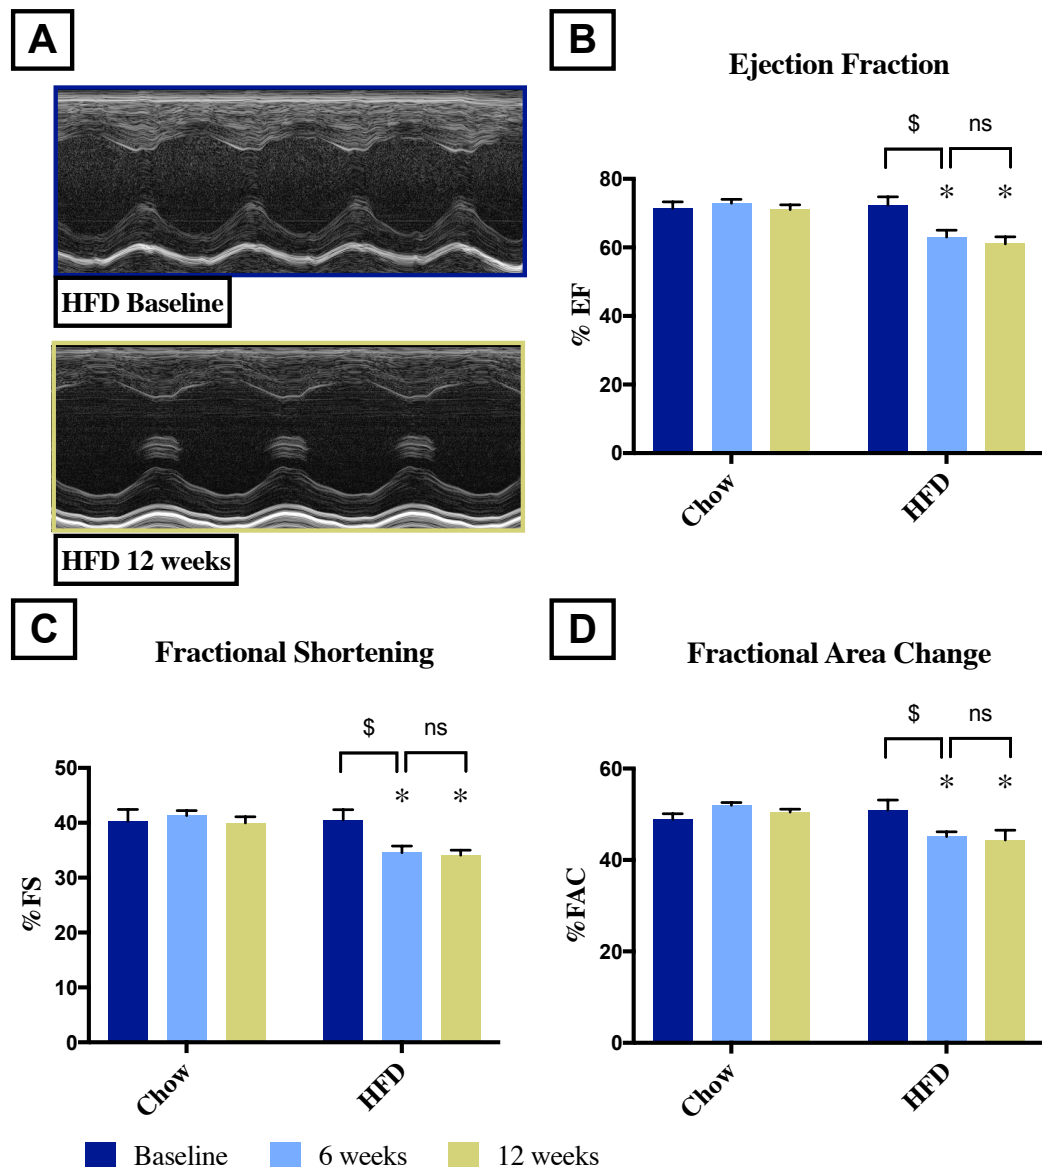 A
HFD Baseline
HFD 12 weeks
B
Ejection Fraction
$ ns
* *
% EF
80
60
40
20
0
Chow HFD
C
Fractional Shortening
$ ns
* *
%FS
50
40
30
20
10
0
Chow HFD
D
Fractional Area Change
$ ns
* *
%FAC
60
40
20
0
Chow HFD
Baseline 6 weeks 12 weeks